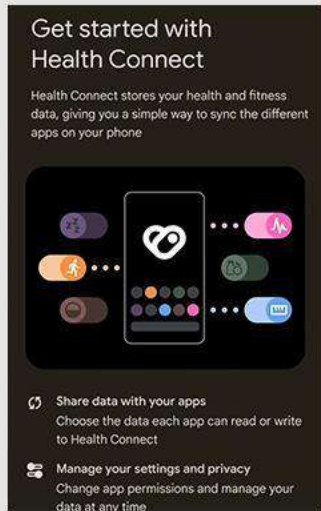 Get started with
Health Connect
Health Connect stores your health and fitness
data, giving you a simple way to sync the different
apps on your phone
Share data with your apps
Choose the data each app can read or write
to Health Connect
Manage your settings and privacy
Change app permissions and manage your
data at any time